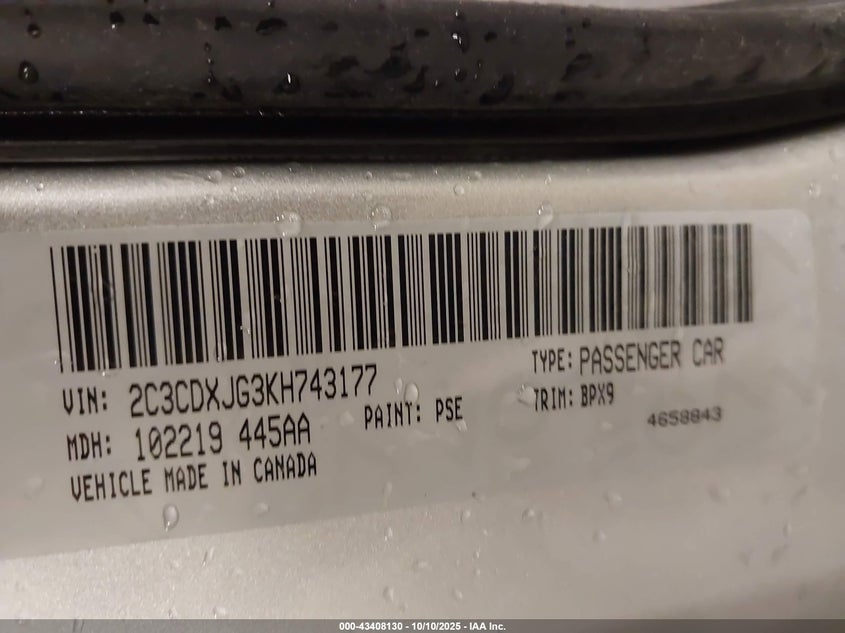 VIN: 2C3CDXJG3KH743177
TYPE: PASSENGER CAR
MDH: 102219 445AA
PAINT: PSE
TRIM: BPX9
4658843
VEHICLE MADE IN CANADA
000-43408130 - 10/10/2025 - IAA Inc.